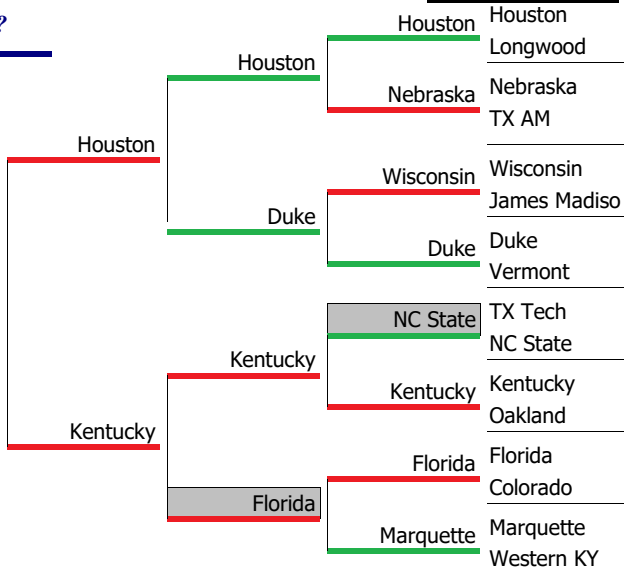 ?
Houston
Kentucky
Houston
Duke
Kentucky
Florida
Houston
Nebraska
Wisconsin
Duke
NC State
Kentucky
Florida
Marquette
Houston
Longwood
Nebraska
TX AM
Wisconsin
James Madiso
Duke
Vermont
TX Tech
NC State
Kentucky
Oakland
Florida
Colorado
Marquette
Western KY